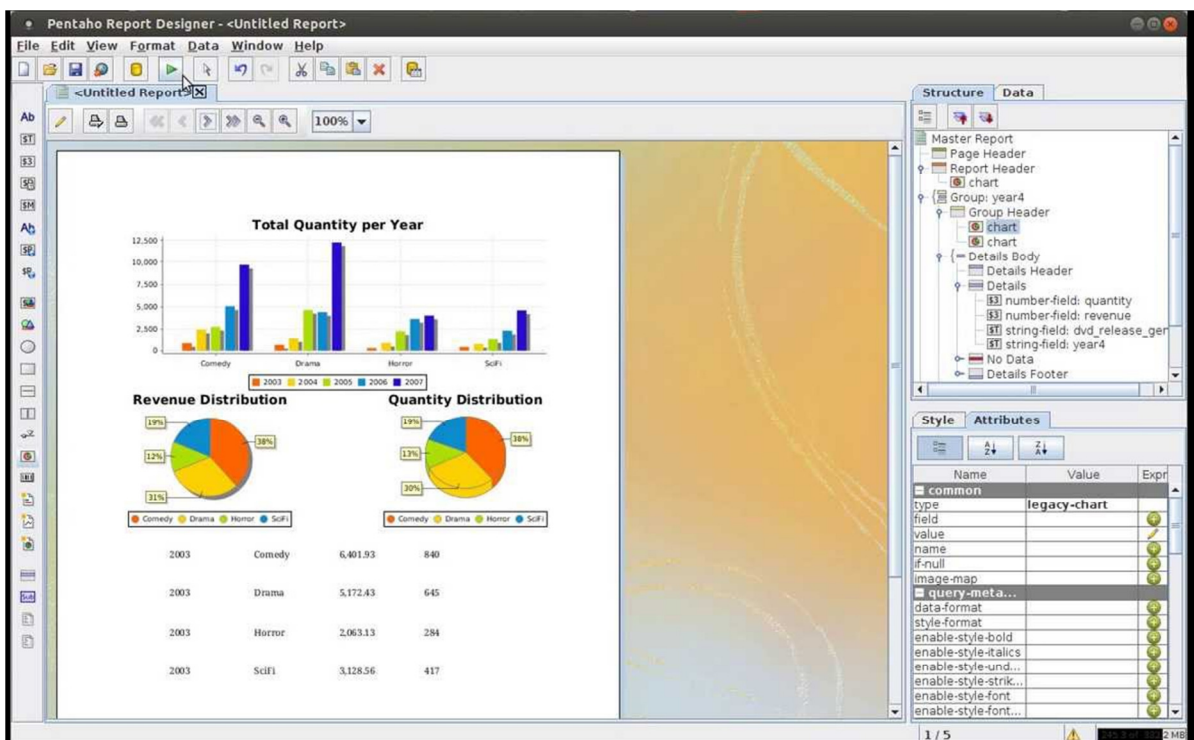 Pentaho Report Designer - <Untitled Report>
File Edit View Format Data Window Help
<Untitled Report>
100%
Total Quantity per Year
12,500
10,000
7,500
5,000
2,500
0
Comedy Drama Horror SciFi
2003 2004 2005 2006 2007
Revenue Distribution
19%
38%
12%
31%
Comedy Drama Horror SciFi
Quantity Distribution
19%
38%
13%
30%
Comedy Drama Horror SciFi
2003 Comedy 6,401.93 840
2003 Drama 5,172.43 645
2003 Horror 2,063.13 284
2003 SciFi 3,128.56 417
Structure Data
Master Report
Page Header
Report Header
chart
Group: year4
Group Header
chart
chart
Details Body
Details Header
Details
number-field: quantity
number-field: revenue
string-field: dvd_release_ger
string-field: year4
No Data
Details Footer
Style Attributes
Name Value Expr
common
type legacy-chart
field
value
name
if-null
image-map
query-meta...
data-format
style-format
enable-style-bold
enable-style-italics
enable-style-und...
enable-style-strik...
enable-style-font
enable-style-font...
1 / 5
2 MB